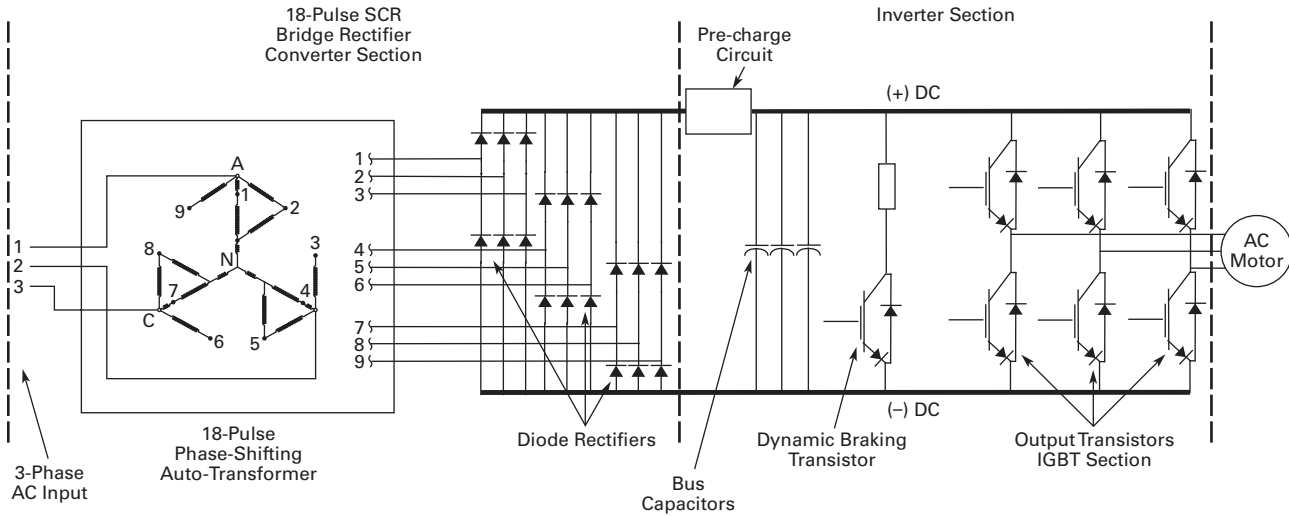 18-Pulse SCR
Bridge Rectifier
Converter Section
Inverter Section
Pre-charge
Circuit
(+) DC
A
1
2
9
1
2
3
1
2
3
8
N
3
4
5
6
7
4
C
6
5
7
8
9
AC
Motor
(–) DC
18-Pulse
Phase-Shifting
Auto-Transformer
3-Phase
AC Input
Diode Rectifiers
Bus
Capacitors
Dynamic Braking
Transistor
Output Transistors
IGBT Section